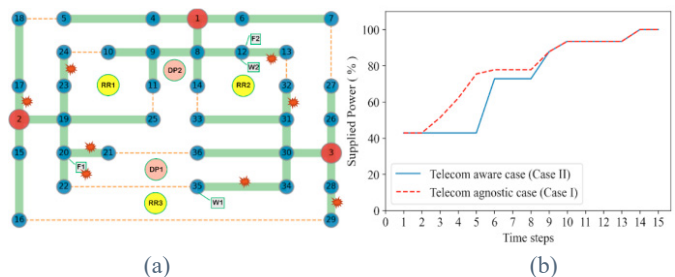 18 5 4 1 6 7
F2
24 10 9 8 12 13
W2
DP2
17 23 RR1 11 14 RR2 32 27
2 19 25 33 31 26
15 20 21 36 30 3
F1
DP1
22 35 34 28
W1
RR3
16 29
(a)
Supplied Power (%)
100
80
60
40
20
0
Telecom aware case (Case II)
Telecom agnostic case (Case I)
1 2 3 4 5 6 7 8 9 10 11 12 13 14 15
Time steps
(b)